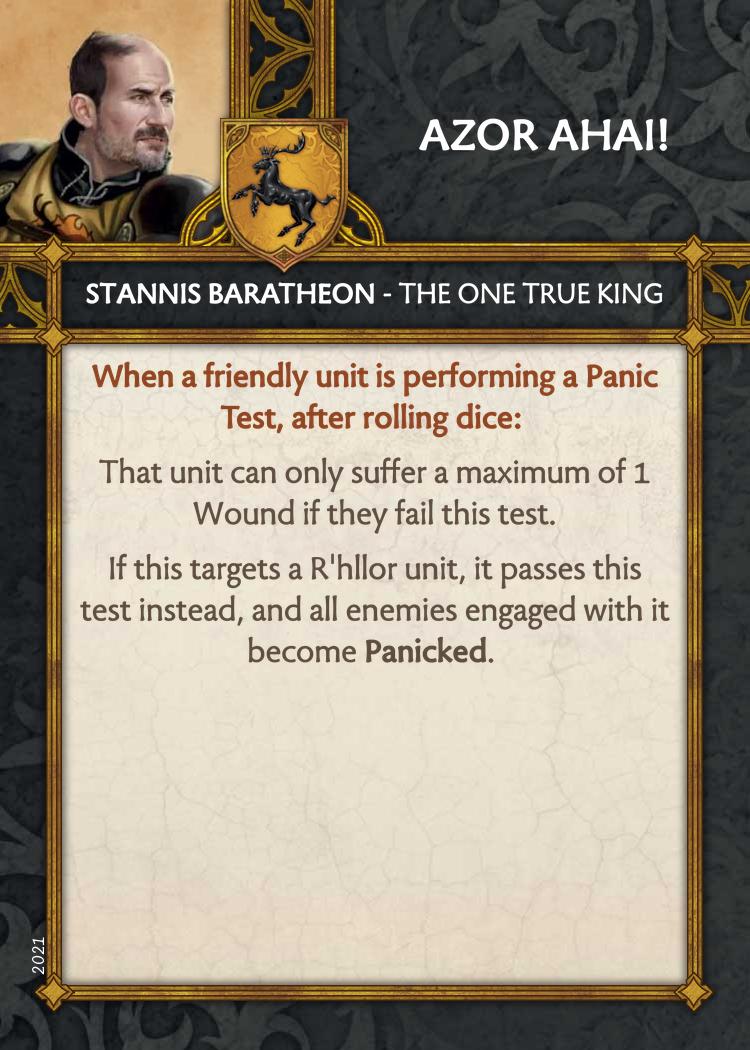 AZOR AHAI!
STANNIS BARATHEON - THE ONE TRUE KING
When a friendly unit is performing a Panic
Test, after rolling dice:
That unit can only suffer a maximum of 1
Wound if they fail this test.
If this targets a R'hllor unit, it passes this
test instead, and all enemies engaged with it
become Panicked.
2021